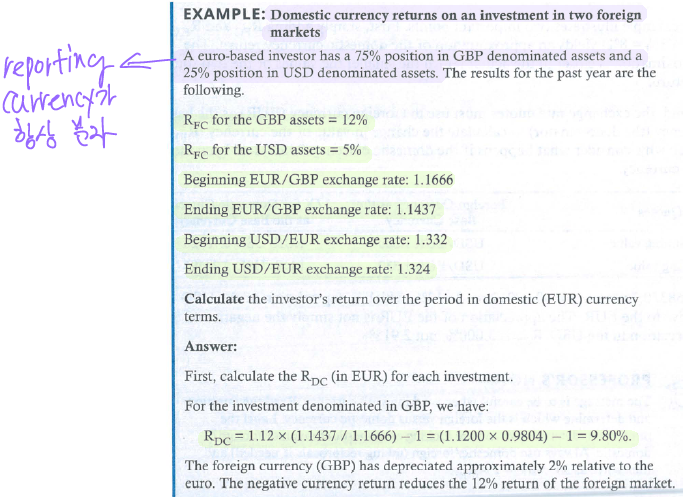 EXAMPLE: Domestic currency returns on an investment in two foreign
markets
A euro-based investor has a 75% position in GBP denominated assets and a
25% position in USD denominated assets. The results for the past year are the
following.
reporting
currency가
항상 분자
R_FC for the GBP assets = 12%
R_FC for the USD assets = 5%
Beginning EUR/GBP exchange rate: 1.1666
Ending EUR/GBP exchange rate: 1.1437
Beginning USD/EUR exchange rate: 1.332
Ending USD/EUR exchange rate: 1.324
Calculate the investor's return over the period in domestic (EUR) currency
terms.
Answer:
First, calculate the R_DC (in EUR) for each investment.
For the investment denominated in GBP, we have:
R_DC = 1.12 × (1.1437 / 1.1666) − 1 = (1.1200 × 0.9804) − 1 = 9.80%.
The foreign currency (GBP) has depreciated approximately 2% relative to the
euro. The negative currency return reduces the 12% return of the foreign market.